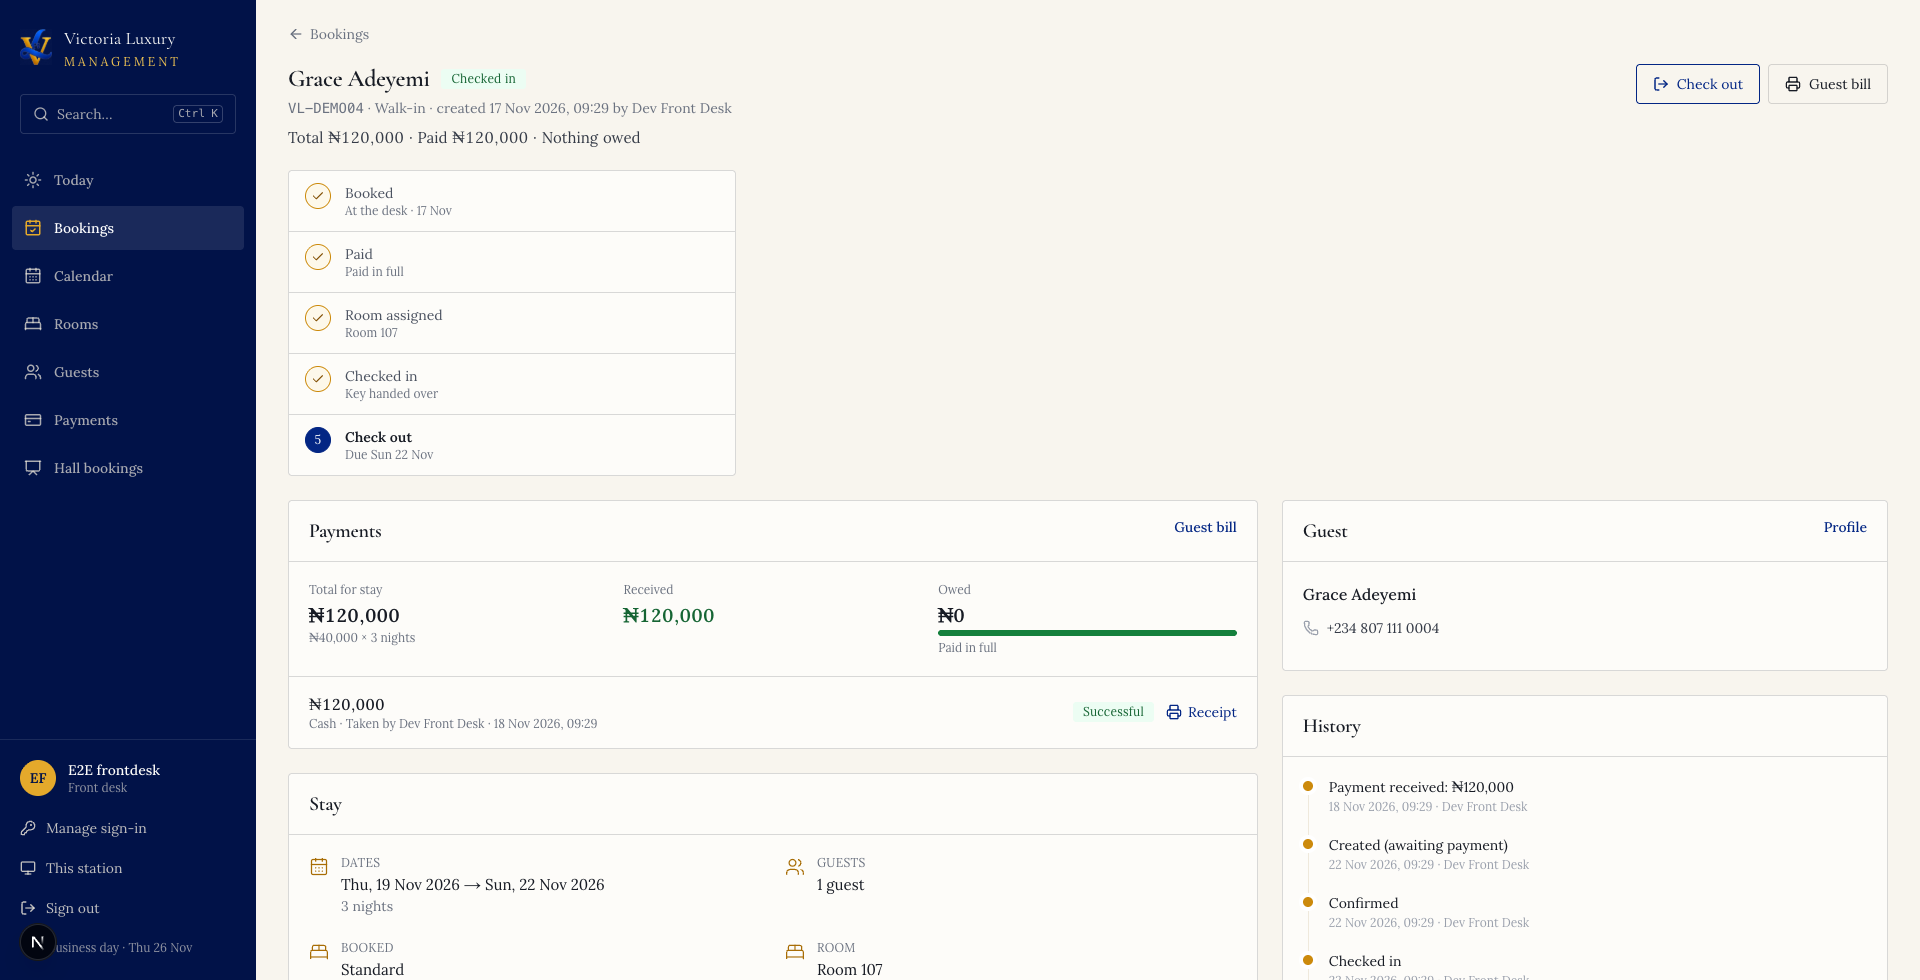 Victoria Luxury
MANAGEMENT
Search...
Ctrl K
Today
Bookings
Calendar
Rooms
Guests
Payments
Hall bookings
EF
E2E frontdesk
Front desk
Manage sign-in
This station
Sign out
N
usiness day · Thu 26 Nov
Bookings
Grace Adeyemi
Checked in
VL-DEMO04 · Walk-in · created 17 Nov 2026, 09:29 by Dev Front Desk
Total ₦120,000 · Paid ₦120,000 · Nothing owed
Check out
Guest bill
Booked
At the desk · 17 Nov
Paid
Paid in full
Room assigned
Room 107
Checked in
Key handed over
5
Check out
Due Sun 22 Nov
Payments
Guest bill
Total for stay
₦120,000
₦40,000 × 3 nights
Received
₦120,000
Owed
₦0
Paid in full
₦120,000
Cash · Taken by Dev Front Desk · 18 Nov 2026, 09:29
Successful
Receipt
Stay
DATES
Thu, 19 Nov 2026 → Sun, 22 Nov 2026
3 nights
GUESTS
1 guest
BOOKED
Standard
ROOM
Room 107
Guest
Profile
Grace Adeyemi
+234 807 111 0004
History
Payment received: ₦120,000
18 Nov 2026, 09:29 · Dev Front Desk
Created (awaiting payment)
22 Nov 2026, 09:29 · Dev Front Desk
Confirmed
22 Nov 2026, 09:29 · Dev Front Desk
Checked in
22 Nov 2026, 09:29 · Dev Front Desk